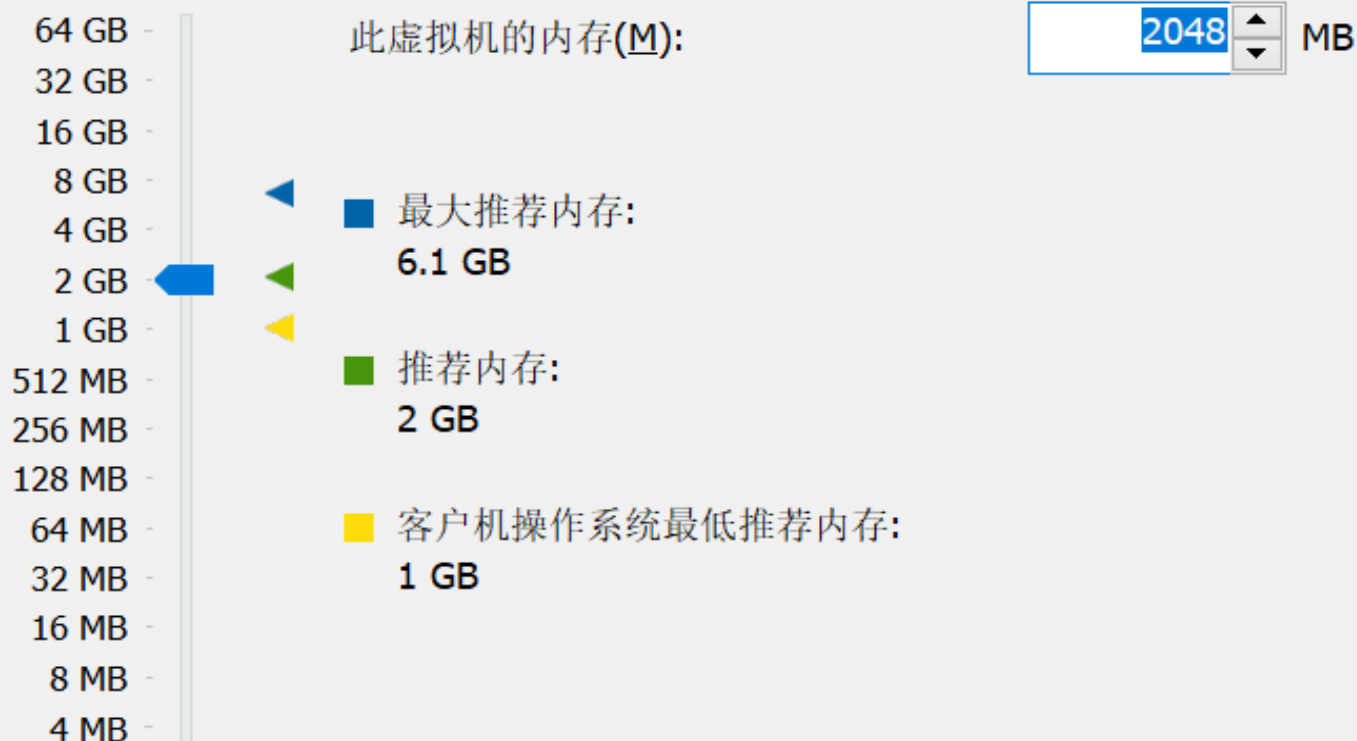 64 GB
32 GB
16 GB
8 GB
4 GB
2 GB
1 GB
512 MB
256 MB
128 MB
64 MB
32 MB
16 MB
8 MB
4 MB
此虚拟机的内存(M): 2048 MB
最大推荐内存:
6.1 GB
推荐内存:
2 GB
客户机操作系统最低推荐内存:
1 GB